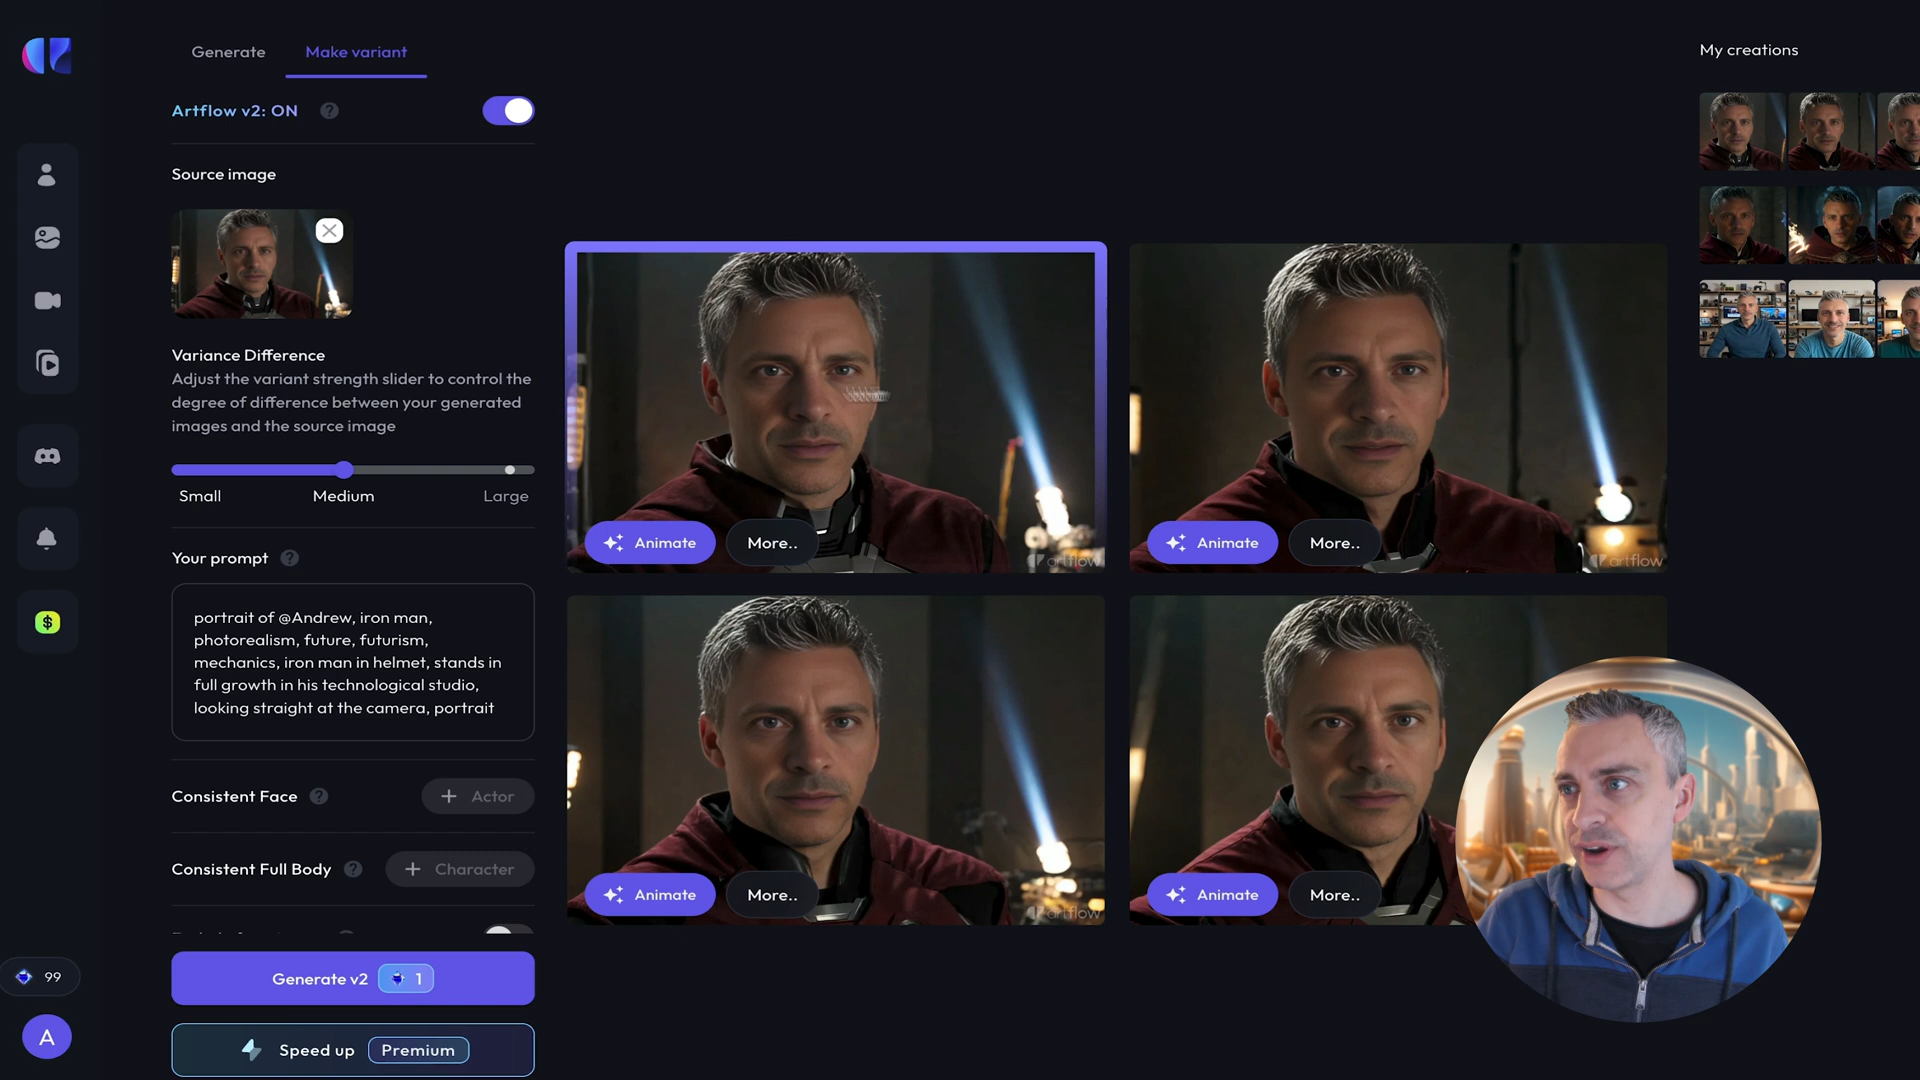 Generate
Make variant
My creations
Artflow v2: ON
?
Source image
Variance Difference
Adjust the variant strength slider to control the
degree of difference between your generated
images and the source image
Small
Medium
Large
Your prompt
?
portrait of @Andrew, iron man,
photorealism, future, futurism,
mechanics, iron man in helmet, stands in
full growth in his technological studio,
looking straight at the camera, portrait
Consistent Face
?
+ Actor
Consistent Full Body
?
+ Character
Generate v2
1
Speed up
Premium
99
A
$
Animate
More..
artflow
Animate
More..
artflow
Animate
More..
artflow
Animate
More..